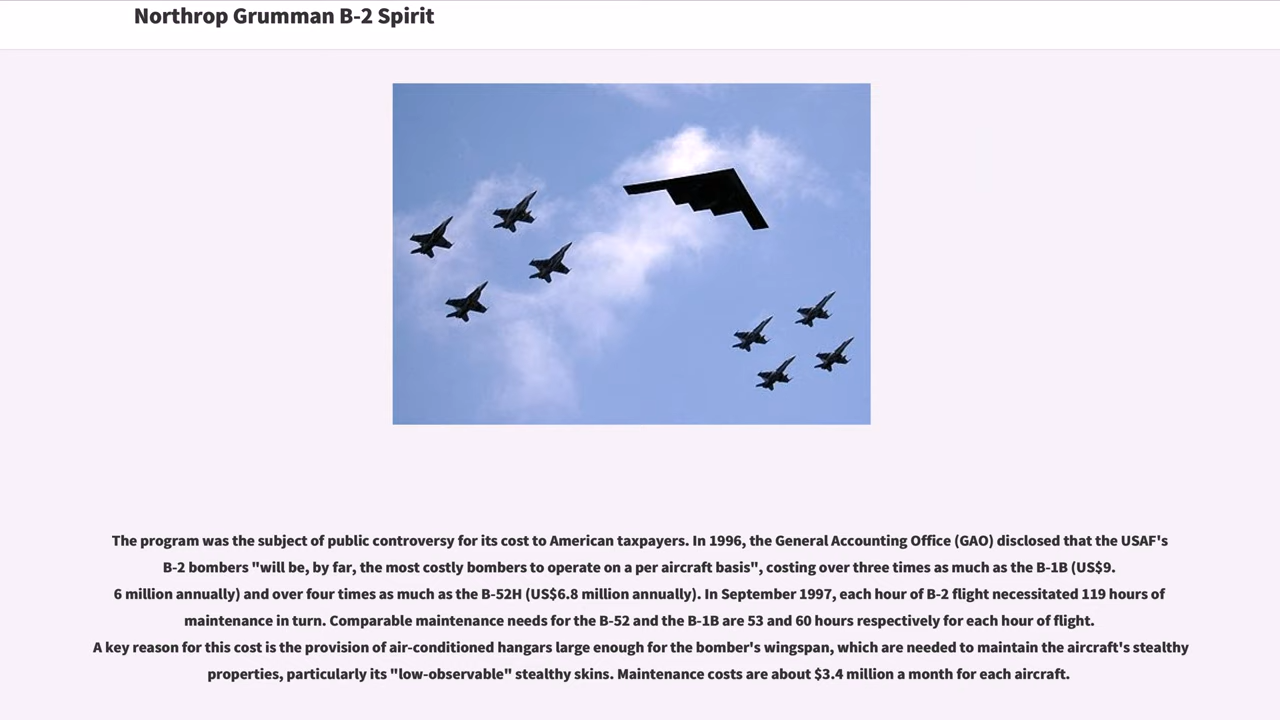 Northrop Grumman B-2 Spirit
The program was the subject of public controversy for its cost to American taxpayers. In 1996, the General Accounting Office (GAO) disclosed that the USAF's
B-2 bombers "will be, by far, the most costly bombers to operate on a per aircraft basis", costing over three times as much as the B-1B (US$9.
6 million annually) and over four times as much as the B-52H (US$6.8 million annually). In September 1997, each hour of B-2 flight necessitated 119 hours of
maintenance in turn. Comparable maintenance needs for the B-52 and the B-1B are 53 and 60 hours respectively for each hour of flight.
A key reason for this cost is the provision of air-conditioned hangars large enough for the bomber's wingspan, which are needed to maintain the aircraft's stealthy
properties, particularly its "low-observable" stealthy skins. Maintenance costs are about $3.4 million a month for each aircraft.